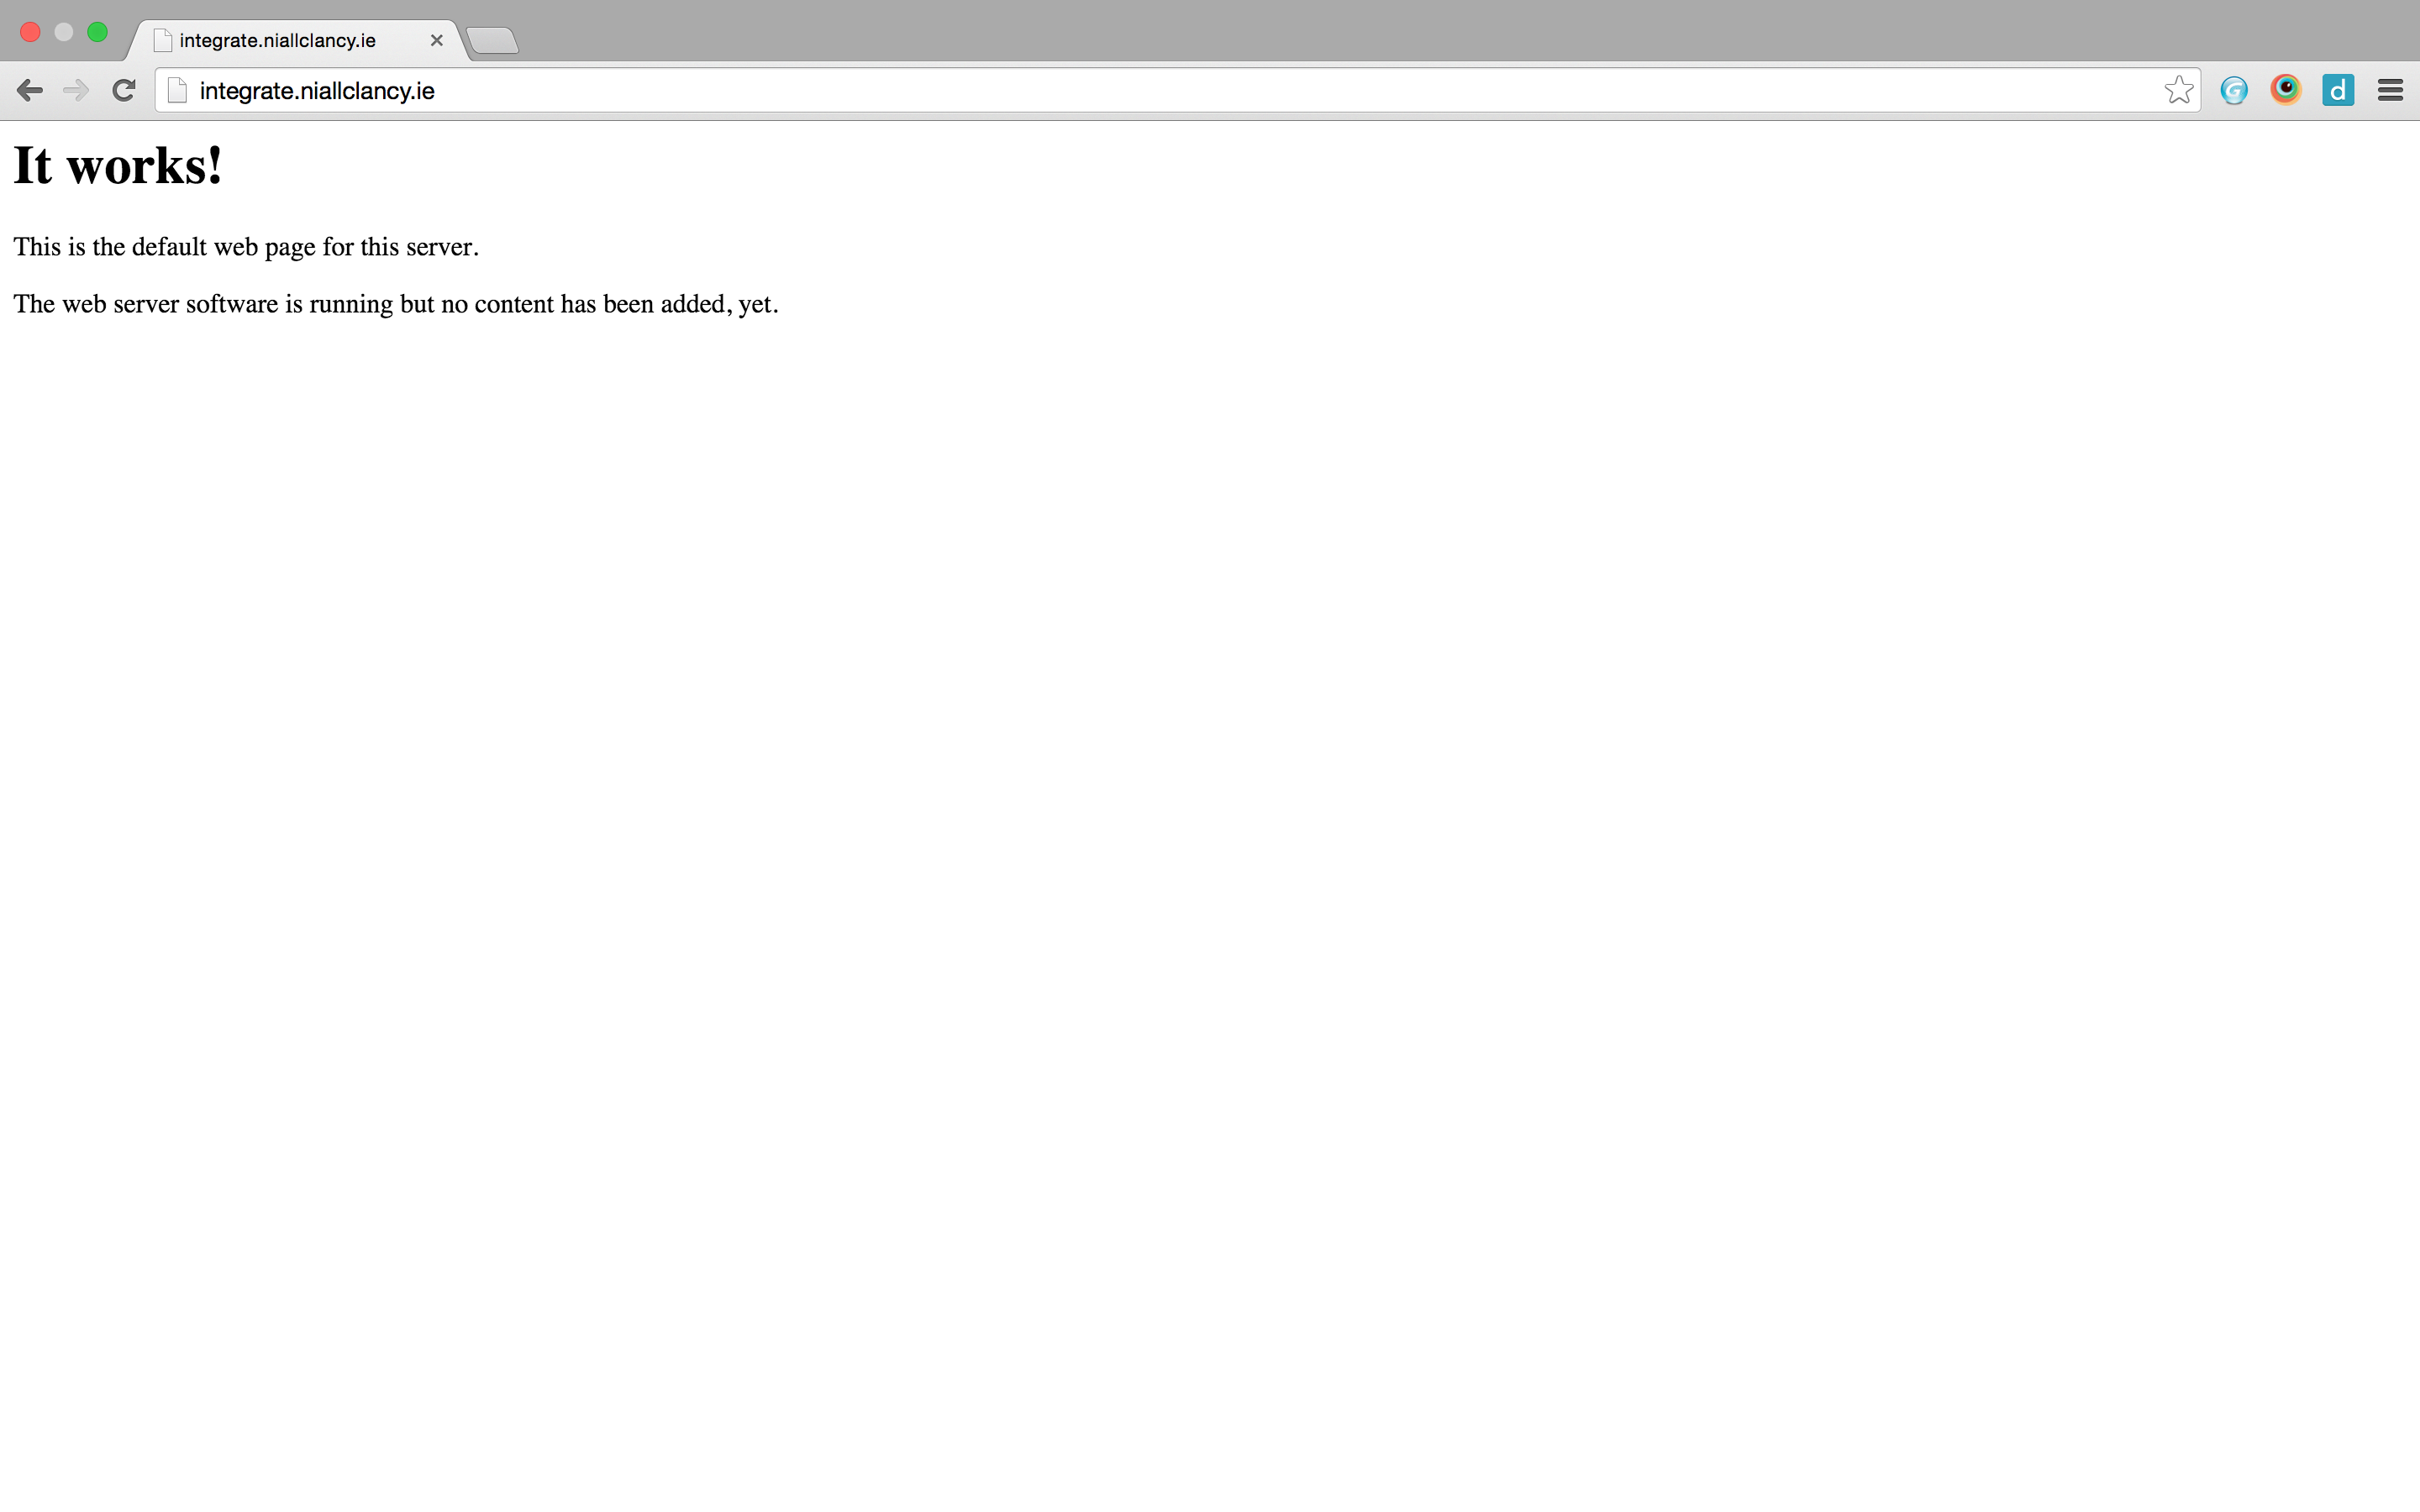 integrate.niallclancy.ie
integrate.niallclancy.ie
d
It works!
This is the default web page for this server.
The web server software is running but no content has been added, yet.